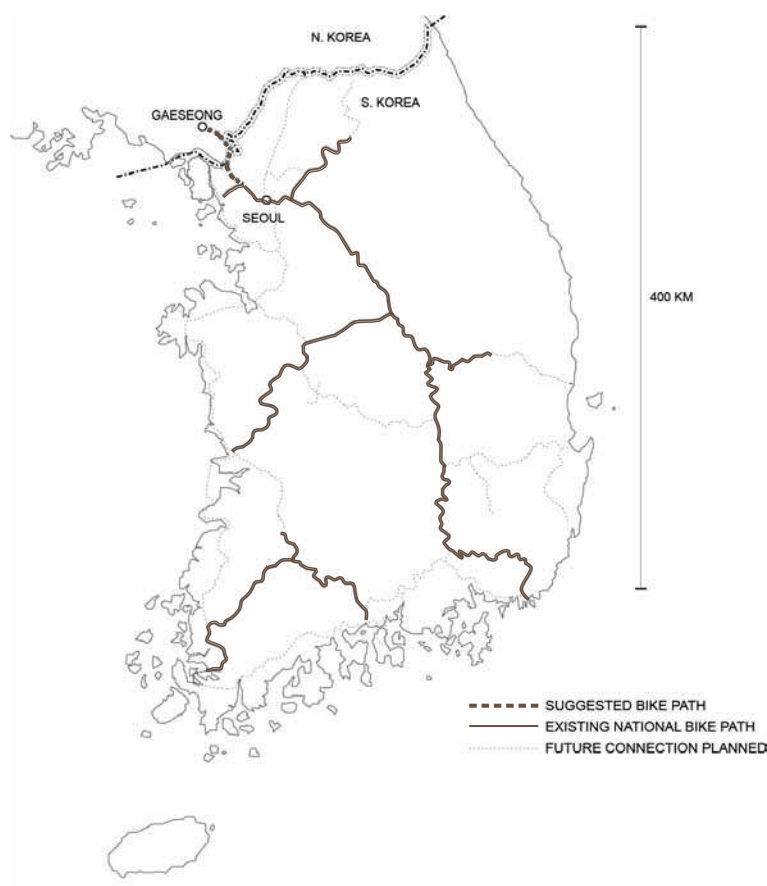 N. KOREA
S. KOREA
GAESEONG
SEOUL
400 KM
SUGGESTED BIKE PATH
EXISTING NATIONAL BIKE PATH
FUTURE CONNECTION PLANNED